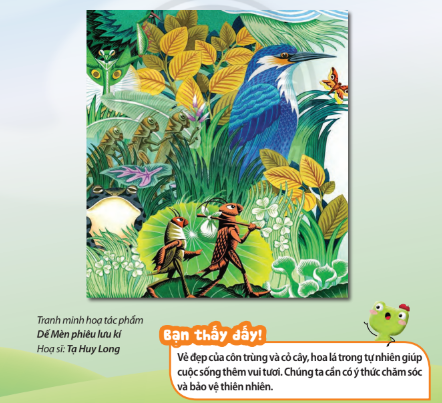 Tranh minh hoạ tác phẩm
Dế Mèn phiêu lưu kí
Hoạ sĩ: Tạ Huy Long
Bạn thấy đấy!
Vẻ đẹp của côn trùng và cỏ cây, hoa lá trong tự nhiên giúp
cuộc sống thêm vui tươi. Chúng ta cần có ý thức chăm sóc
và bảo vệ thiên nhiên.